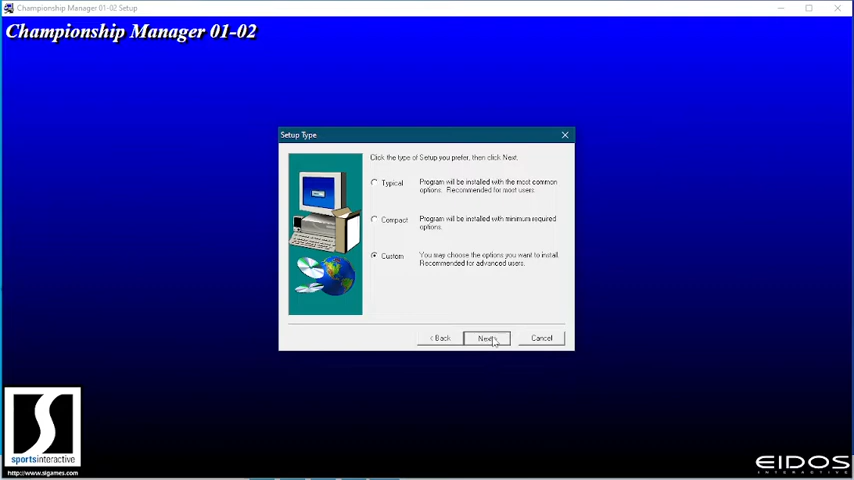 Championship Manager 01-02 Setup
Championship Manager 01-02
Setup Type
Click the type of Setup you prefer, then click Next.
Typical
Program will be installed with the most common
options. Recommended for most users.
Compact
Program will be installed with minimum required
options.
Custom
You may choose the options you want to install.
Recommended for advanced users.
< Back
Next
Cancel
sportsinteractive
http://www.sigames.com
EIDOS
INTERACTIVE